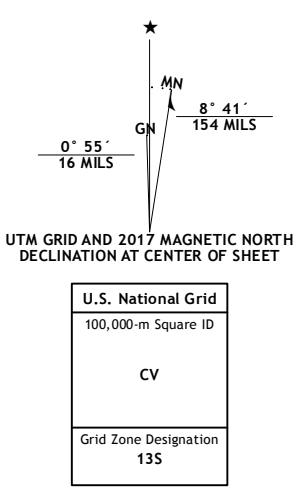 ★
MN
8° 41´
154 MILS
GN
0° 55´
16 MILS
UTM GRID AND 2017 MAGNETIC NORTH
DECLINATION AT CENTER OF SHEET
U.S. National Grid
100,000-m Square ID
CV
Grid Zone Designation
13S